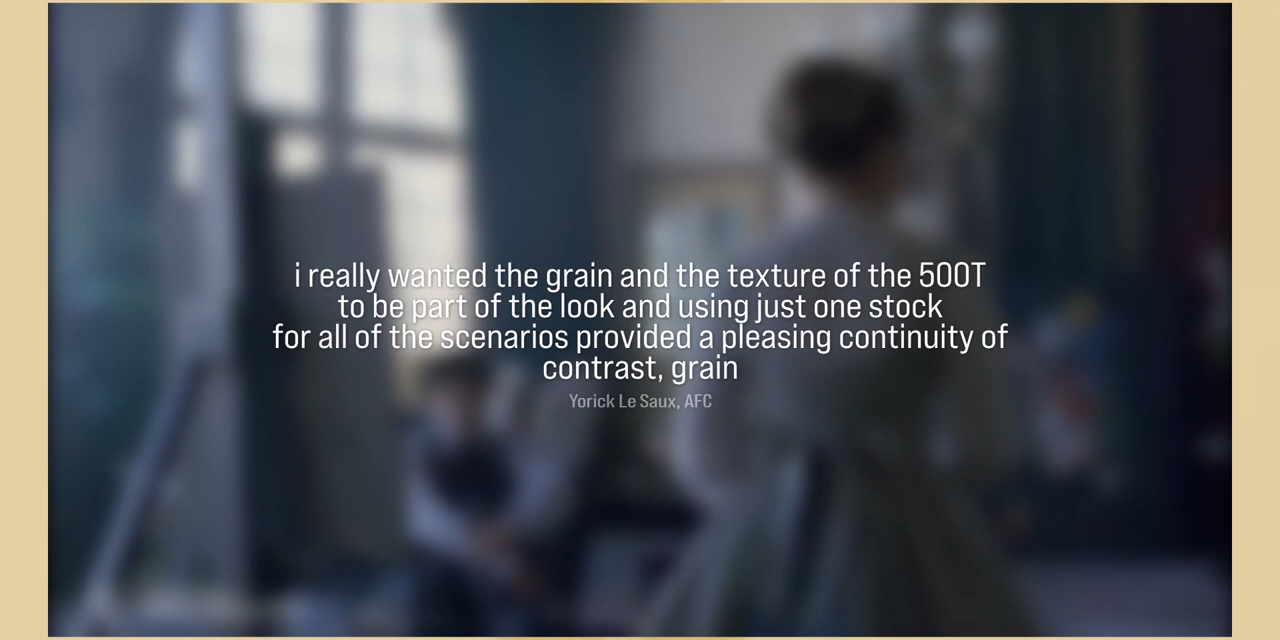 i really wanted the grain and the texture of the 500T
to be part of the look and using just one stock
for all of the scenarios provided a pleasing continuity of
contrast, grain
Yorick Le Saux, AFC